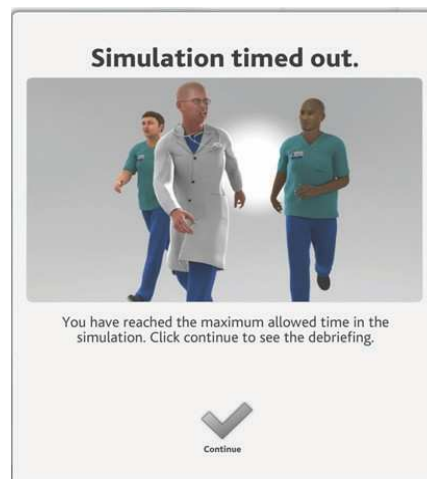 Simulation timed out.
You have reached the maximum allowed time in the
simulation. Click continue to see the debriefing.
Continue